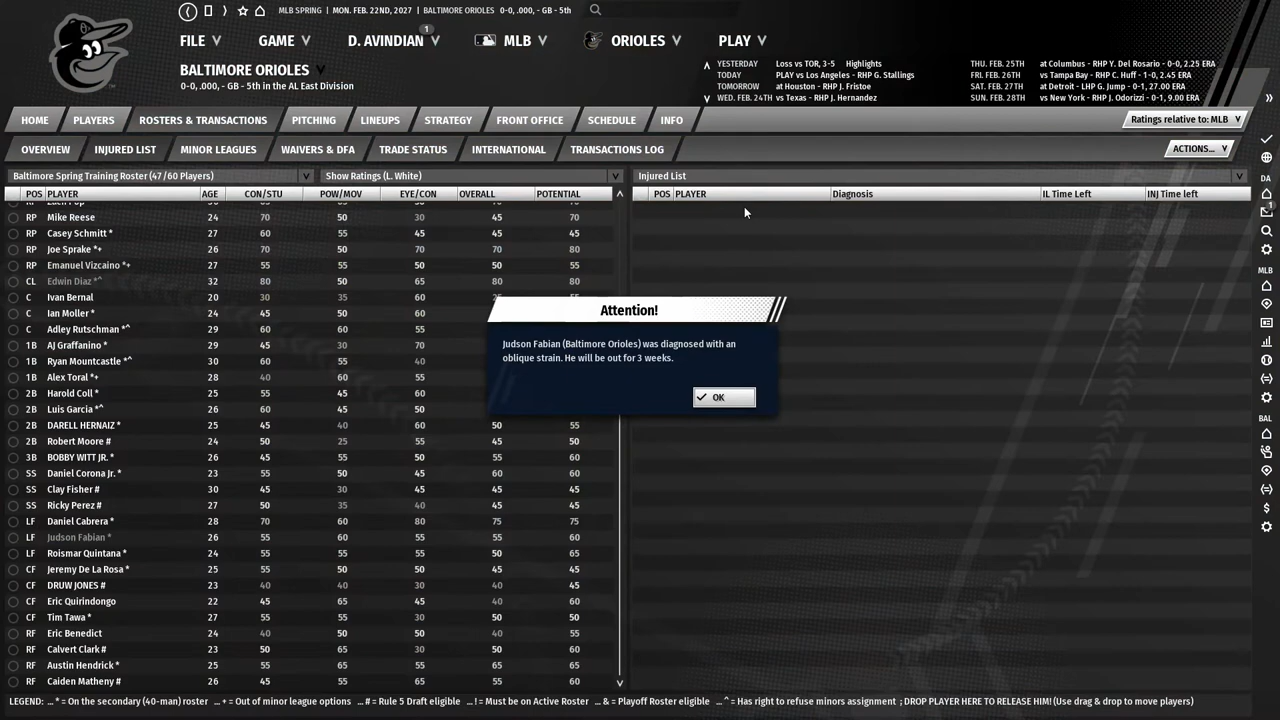 MLB SPRING | MON. FEB. 22ND, 2027 | BALTIMORE ORIOLES 0-0, .000, - GB - 5th
FILE GAME D. AVINDIAN 1 MLB ORIOLES PLAY
BALTIMORE ORIOLES
0-0, .000, - GB - 5th in the AL East Division
YESTERDAY Loss vs TOR, 3-5 Highlights THU. FEB. 25TH at Columbus - RHP Y. Del Rosario - 0-0, 2.25 ERA
TODAY PLAY vs Los Angeles - RHP G. Stallings FRI. FEB. 26TH vs Tampa Bay - RHP C. Huff - 1-0, 2.45 ERA
TOMORROW at Houston - RHP J. Fristoe SAT. FEB. 27TH at Detroit - LHP G. Jump - 0-1, 27.00 ERA
WED. FEB. 24TH vs Texas - RHP J. Hernandez SUN. FEB. 28TH vs New York - RHP J. Odorizzi - 0-1, 9.00 ERA
HOME PLAYERS ROSTERS & TRANSACTIONS PITCHING LINEUPS STRATEGY FRONT OFFICE SCHEDULE INFO Ratings relative to: MLB
OVERVIEW INJURED LIST MINOR LEAGUES WAIVERS & DFA TRADE STATUS INTERNATIONAL TRANSACTIONS LOG ACTIONS...
Baltimore Spring Training Roster (47/60 Players) Show Ratings (L. White) Injured List
POS PLAYER AGE CON/STU POW/MOV EYE/CON OVERALL POTENTIAL POS PLAYER Diagnosis IL Time Left INJ Time left
RP Mike Reese 24 70 50 30 45 70
RP Casey Schmitt * 27 60 55 45 45 45
RP Joe Sprake *+ 26 70 50 70 70 80
RP Emanuel Vizcaino *+ 27 55 55 50 50 55
CL Edwin Diaz *^ 32 80 50 65 80 80
C Ivan Bernal 20 30 35 60
C Ian Moller * 24 45 50 60
C Adley Rutschman *^ 29 60 60 55
1B AJ Graffanino * 29 45 30 45
1B Ryan Mountcastle *^ 30 60 55 40
1B Alex Toral *+ 28 40 60 60
2B Harold Coll * 25 55 45 60
2B Luis Garcia *^ 26 60 45 50
2B DARELL HERNAIZ * 25 45 40 60 50 55
2B Robert Moore # 24 50 25 55 45 50
3B BOBBY WITT JR. * 26 45 55 50 50 50
SS Daniel Corona Jr. * 23 55 50 45 60 60
SS Clay Fisher # 30 45 30 45 45 45
SS Ricky Perez # 27 50 35 40 45 45
LF Daniel Cabrera * 28 70 60 80 75 75
LF Judson Fabian * 26 55 60 55 55 60
LF Roismar Quintana * 24 55 55 55 50 65
CF Jeremy De La Rosa * 25 55 50 50 45 45
CF DRUW JONES # 23 40 40 30 40 60
CF Eric Quirindongo 22 45 65 45 40 60
CF Tim Tawa * 27 55 55 30 50 50
RF Eric Benedict 24 40 50 50 40 55
RF Calvert Clark # 23 50 65 30 50 60
RF Austin Hendrick * 25 55 65 55 65 65
RF Caiden Matheny # 26 45 65 65 55 60
Attention!
Judson Fabian (Baltimore Orioles) was diagnosed with an
oblique strain. He will be out for 3 weeks.
OK
DA
1
MLB
BAL
LEGEND: ... * = On the secondary (40-man) roster ... + = Out of minor league options ... # = Rule 5 Draft eligible ... ! = Must be on Active Roster ... & = Playoff Roster eligible ... ^ = Has right to refuse minors assignment ; DROP PLAYER HERE TO RELEASE HIM! (Use drag & drop to move players)